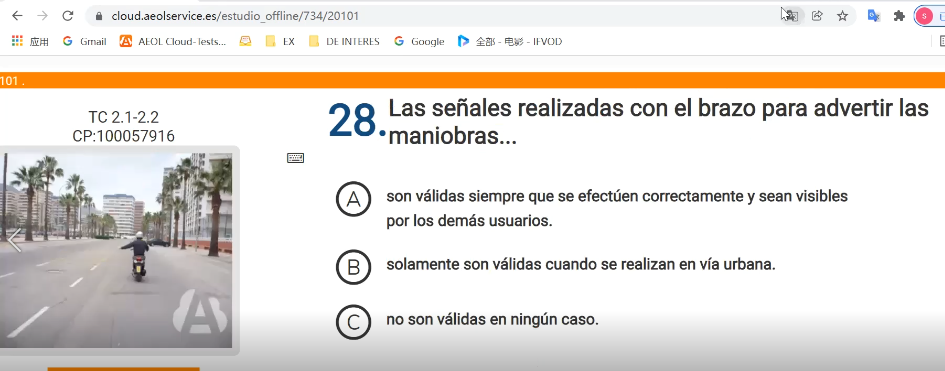 cloud.aeolservice.es/estudio_offline/734/20101
S
应用
Gmail
AEOL Cloud-Tests...
EX
DE INTERES
Google
全部 - 电影 - IFVOD
101 .
TC 2.1-2.2
CP:100057916
28.
Las señales realizadas con el brazo para advertir las
maniobras...
A
son válidas siempre que se efectúen correctamente y sean visibles
por los demás usuarios.
B
solamente son válidas cuando se realizan en vía urbana.
C
no son válidas en ningún caso.